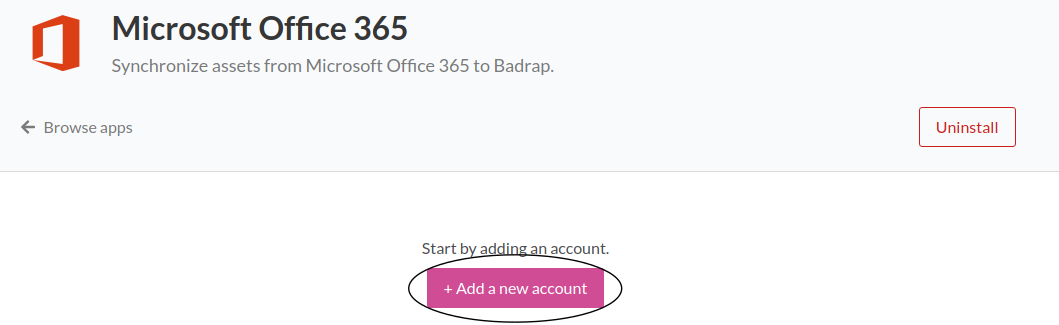 Microsoft Office 365
Synchronize assets from Microsoft Office 365 to Badrap.
Browse apps
Uninstall
Start by adding an account.
+ Add a new account